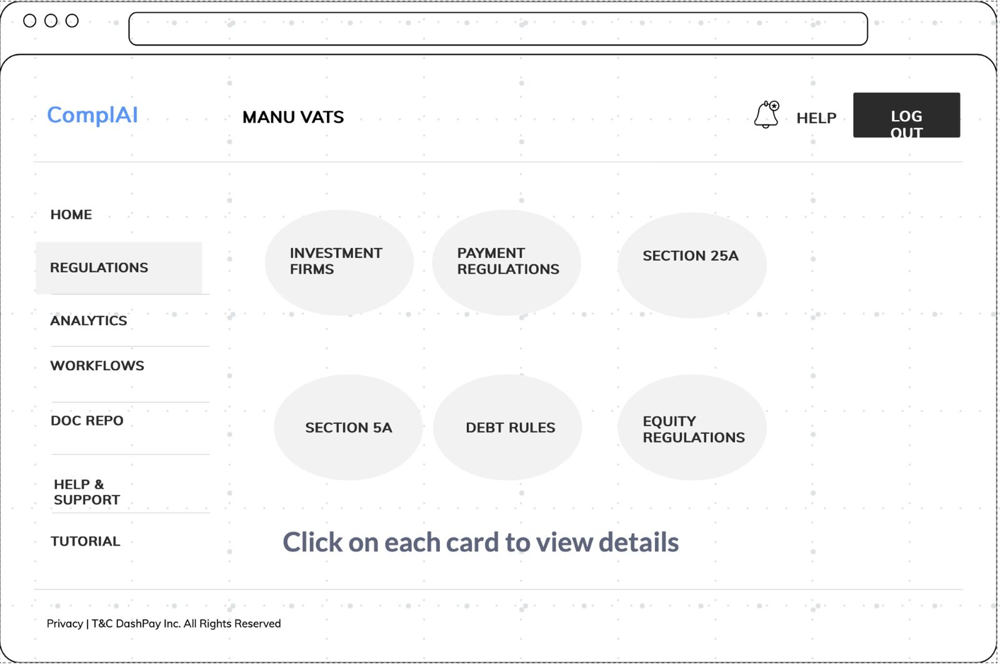 ComplAI
MANU VATS
HELP
LOG
OUT
HOME
REGULATIONS
ANALYTICS
WORKFLOWS
DOC REPO
HELP &
SUPPORT
TUTORIAL
INVESTMENT
FIRMS
PAYMENT
REGULATIONS
SECTION 25A
SECTION 5A
DEBT RULES
EQUITY
REGULATIONS
Click on each card to view details
Privacy | T&C DashPay Inc. All Rights Reserved